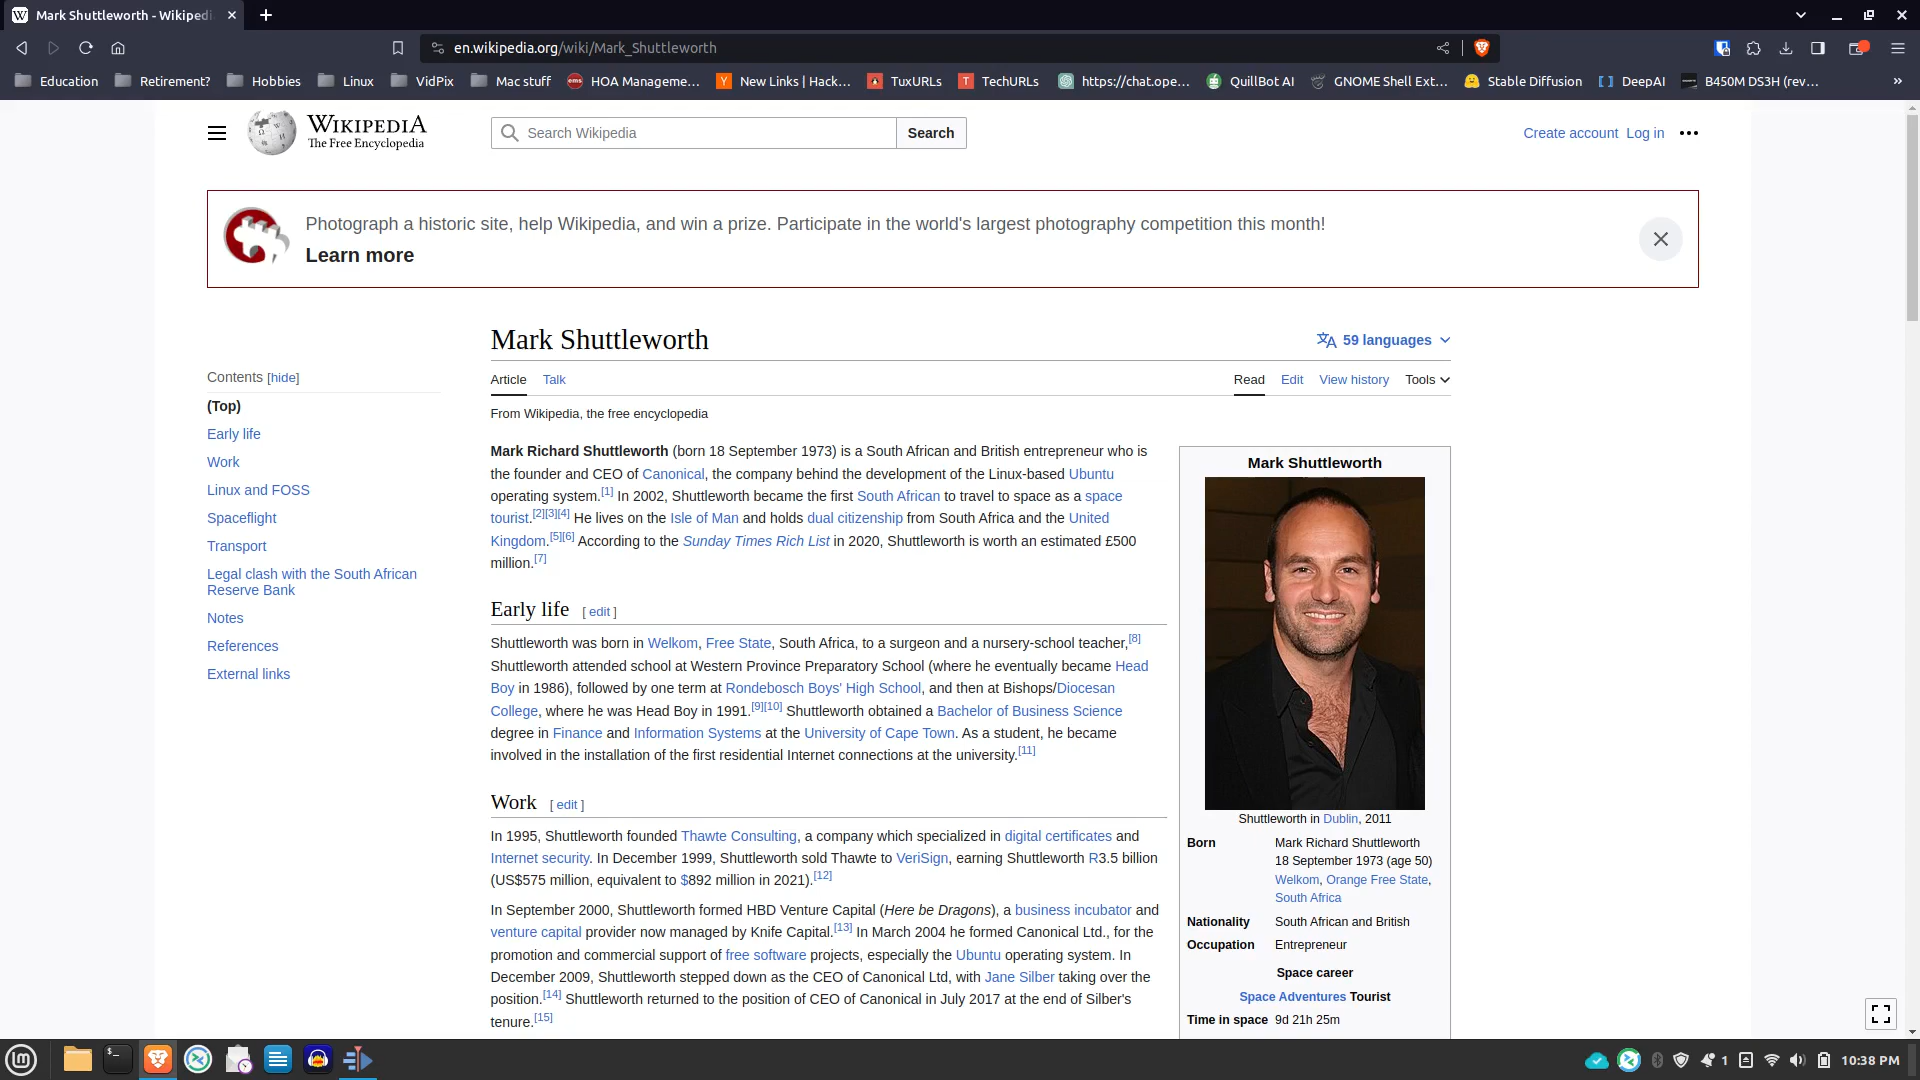 Mark Shuttleworth - Wikipedi
en.wikipedia.org/wiki/Mark_Shuttleworth
Education Retirement? Hobbies Linux VidPix Mac stuff HOA Manageme… New Links | Hack… TuxURLs TechURLs https://chat.ope… QuillBot AI GNOME Shell Ext… Stable Diffusion DeepAI B450M DS3H (rev… »
WIKIPEDIA
The Free Encyclopedia
Search Wikipedia
Search
Create account Log in
Photograph a historic site, help Wikipedia, and win a prize. Participate in the world's largest photography competition this month!
Learn more
Contents [hide]
(Top)
Early life
Work
Linux and FOSS
Spaceflight
Transport
Legal clash with the South African
Reserve Bank
Notes
References
External links
Mark Shuttleworth
59 languages
Article Talk
Read Edit View history Tools
From Wikipedia, the free encyclopedia
Mark Richard Shuttleworth (born 18 September 1973) is a South African and British entrepreneur who is
the founder and CEO of Canonical, the company behind the development of the Linux-based Ubuntu
operating system.[1] In 2002, Shuttleworth became the first South African to travel to space as a space
tourist.[2][3][4] He lives on the Isle of Man and holds dual citizenship from South Africa and the United
Kingdom.[5][6] According to the Sunday Times Rich List in 2020, Shuttleworth is worth an estimated £500
million.[7]
Early life [ edit ]
Shuttleworth was born in Welkom, Free State, South Africa, to a surgeon and a nursery-school teacher,[8]
Shuttleworth attended school at Western Province Preparatory School (where he eventually became Head
Boy in 1986), followed by one term at Rondebosch Boys' High School, and then at Bishops/Diocesan
College, where he was Head Boy in 1991.[9][10] Shuttleworth obtained a Bachelor of Business Science
degree in Finance and Information Systems at the University of Cape Town. As a student, he became
involved in the installation of the first residential Internet connections at the university.[11]
Work [ edit ]
In 1995, Shuttleworth founded Thawte Consulting, a company which specialized in digital certificates and
Internet security. In December 1999, Shuttleworth sold Thawte to VeriSign, earning Shuttleworth R3.5 billion
(US$575 million, equivalent to $892 million in 2021).[12]
In September 2000, Shuttleworth formed HBD Venture Capital (Here be Dragons), a business incubator and
venture capital provider now managed by Knife Capital.[13] In March 2004 he formed Canonical Ltd., for the
promotion and commercial support of free software projects, especially the Ubuntu operating system. In
December 2009, Shuttleworth stepped down as the CEO of Canonical Ltd, with Jane Silber taking over the
position.[14] Shuttleworth returned to the position of CEO of Canonical in July 2017 at the end of Silber's
tenure.[15]
Mark Shuttleworth
Shuttleworth in Dublin, 2011
Born Mark Richard Shuttleworth
18 September 1973 (age 50)
Welkom, Orange Free State,
South Africa
Nationality South African and British
Occupation Entrepreneur
Space career
Space Adventures Tourist
Time in space 9d 21h 25m
1
10:38 PM